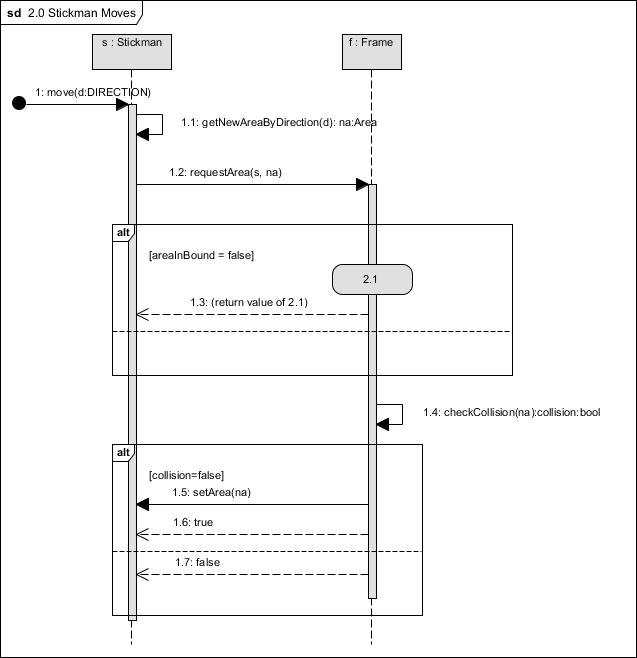 sd 2.0 Stickman Moves
s : Stickman
f : Frame
1: move(d:DIRECTION)
1.1: getNewAreaByDirection(d): na:Area
1.2: requestArea(s, na)
alt
[areaInBound = false]
2.1
1.3: (return value of 2.1)
1.4: checkCollision(na):collision:bool
alt
[collision=false]
1.5: setArea(na)
1.6: true
1.7: false